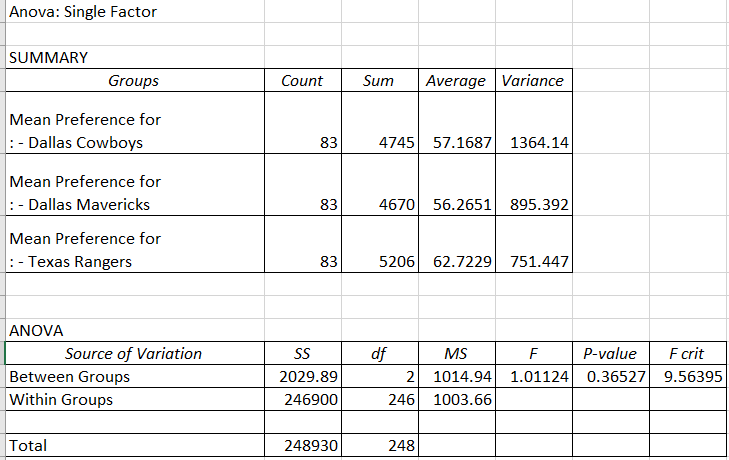 Anova: Single Factor
SUMMARY
Groups Count Sum Average Variance
Mean Preference for
: - Dallas Cowboys 83 4745 57.1687 1364.14
Mean Preference for
: - Dallas Mavericks 83 4670 56.2651 895.392
Mean Preference for
: - Texas Rangers 83 5206 62.7229 751.447
ANOVA
Source of Variation SS df MS F P-value F crit
Between Groups 2029.89 2 1014.94 1.01124 0.36527 9.56395
Within Groups 246900 246 1003.66
Total 248930 248